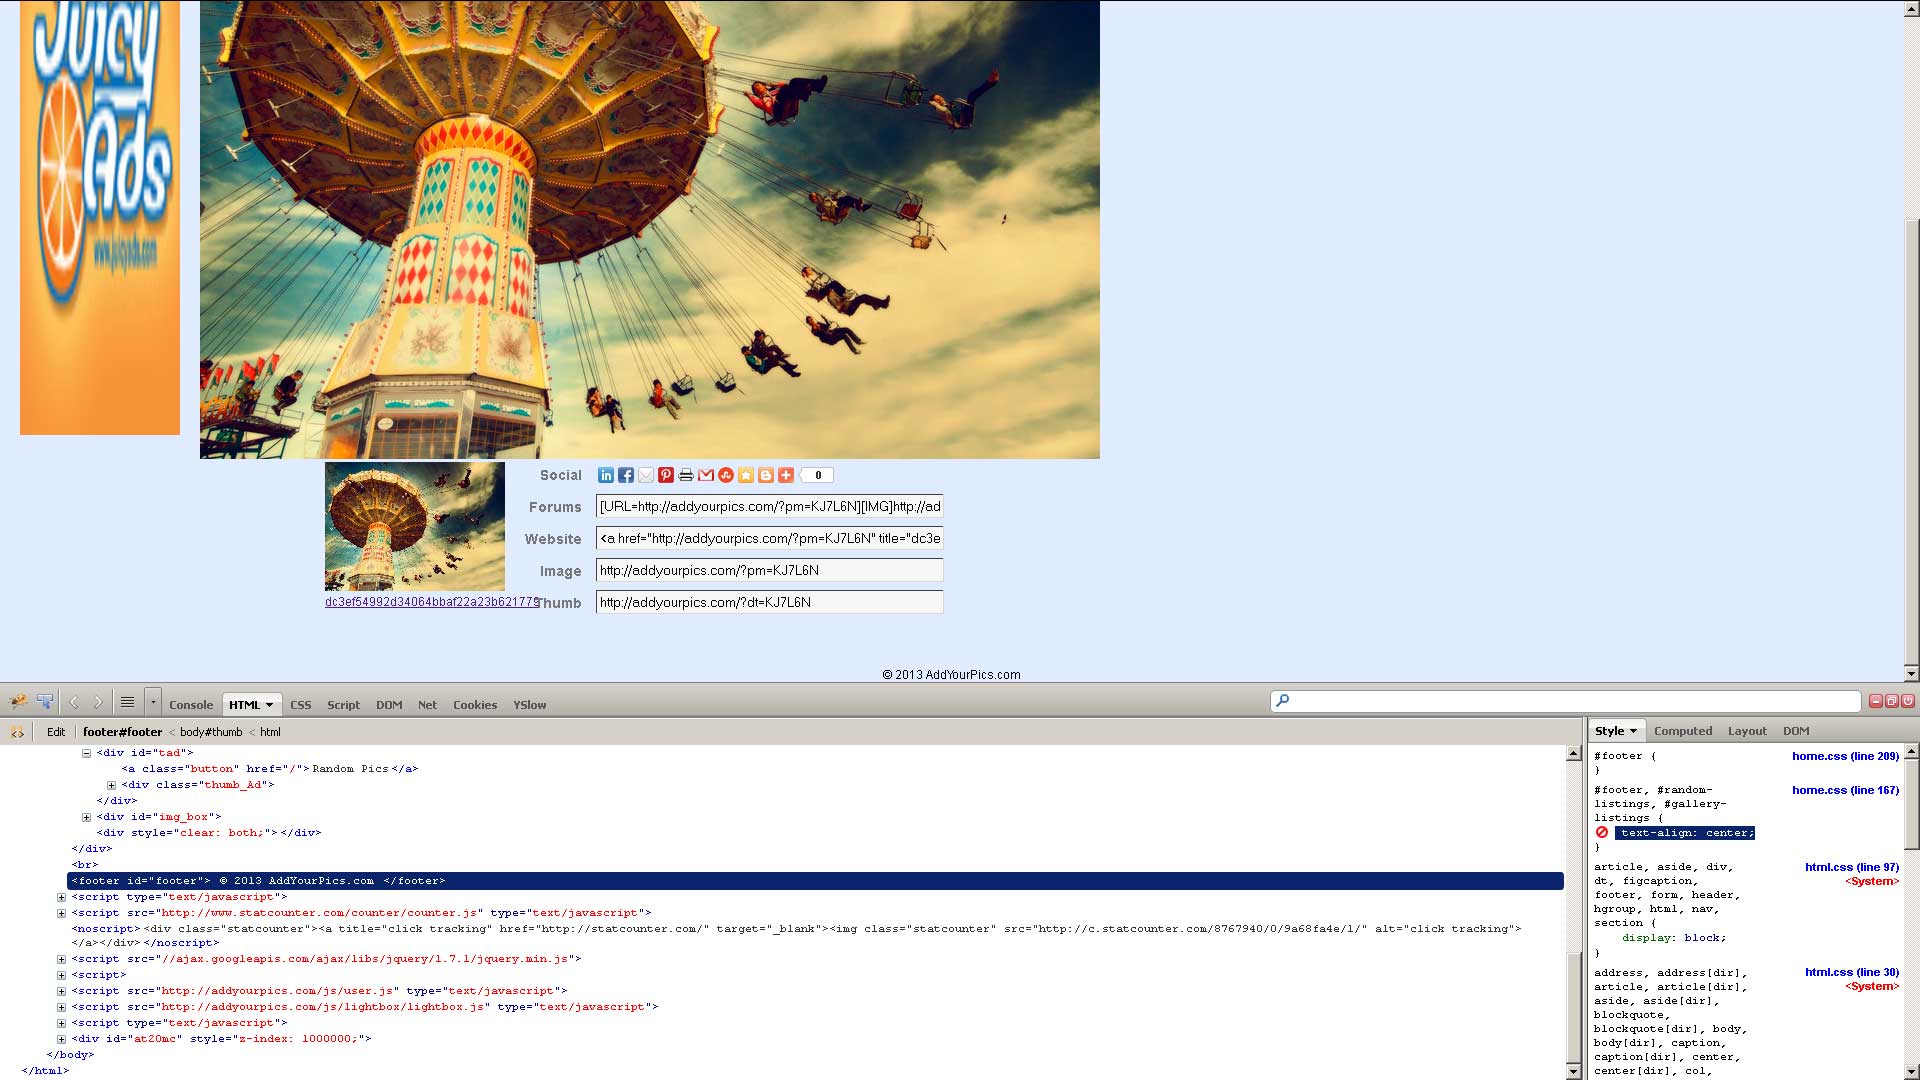 Juicy
Ads
www.juicyads.com
WAVE SWINGER
Social
0
Forums
[URL=http://addyourpics.com/?pm=KJ7L6N][IMG]http://ad
Website
<a href="http://addyourpics.com/?pm=KJ7L6N" title="dc3e
Image
http://addyourpics.com/?pm=KJ7L6N
dc3ef54992d34064bbaf22a23b621779
Thumb
http://addyourpics.com/?dt=KJ7L6N
© 2013 AddYourPics.com
Console HTML CSS Script DOM Net Cookies YSlow
Edit footer#footer < body#thumb < html
<div id="tad">
<a class="button" href="/">Random Pics</a>
<div class="thumb_Ad">
</div>
<div id="img_box">
<div style="clear: both;"></div>
</div>
<br>
<footer id="footer"> © 2013 AddYourPics.com </footer>
<script type="text/javascript">
<script src="http://www.statcounter.com/counter/counter.js" type="text/javascript">
<noscript><div class="statcounter"><a title="click tracking" href="http://statcounter.com/" target="_blank"><img class="statcounter" src="http://c.statcounter.com/8767940/0/9a68fa4e/1/" alt="click tracking">
</a></div></noscript>
<script src="//ajax.googleapis.com/ajax/libs/jquery/1.7.1/jquery.min.js">
<script>
<script src="http://addyourpics.com/js/user.js" type="text/javascript">
<script src="http://addyourpics.com/js/lightbox/lightbox.js" type="text/javascript">
<script type="text/javascript">
<div id="at20mc" style="z-index: 1000000;">
</body>
</html>
Style Computed Layout DOM
#footer { home.css (line 209)
}
#footer, #random- home.css (line 167)
listings, #gallery-
listings {
text-align: center;
}
article, aside, div, html.css (line 97)
dt, figcaption, <System>
footer, form, header,
hgroup, html, nav,
section {
display: block;
}
address, address[dir], html.css (line 30)
article, article[dir], <System>
aside, aside[dir],
blockquote,
blockquote[dir], body,
body[dir], caption,
caption[dir], center,
center[dir], col,